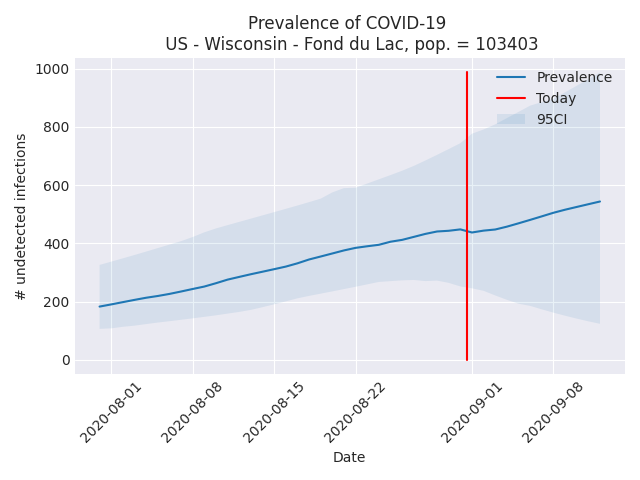 Prevalence of COVID-19
US - Wisconsin - Fond du Lac, pop. = 103403
# undetected infections
1000
800
600
400
200
0
Prevalence
Today
95CI
2020-08-01
2020-08-08
2020-08-15
2020-08-22
2020-09-01
2020-09-08
Date